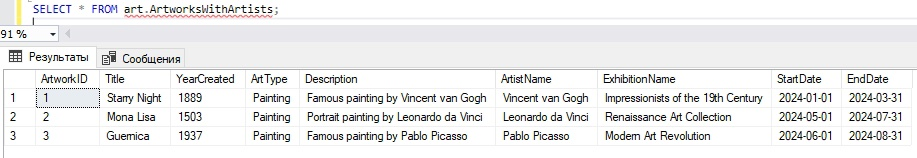 SELECT * FROM art.ArtworksWithArtists;
91 %
Результаты Сообщения
ArtworkID Title YearCreated ArtType Description ArtistName ExhibitionName StartDate EndDate
1 1 Starry Night 1889 Painting Famous painting by Vincent van Gogh Vincent van Gogh Impressionists of the 19th Century 2024-01-01 2024-03-31
2 2 Mona Lisa 1503 Painting Portrait painting by Leonardo da Vinci Leonardo da Vinci Renaissance Art Collection 2024-05-01 2024-07-31
3 3 Guernica 1937 Painting Famous painting by Pablo Picasso Pablo Picasso Modern Art Revolution 2024-06-01 2024-08-31